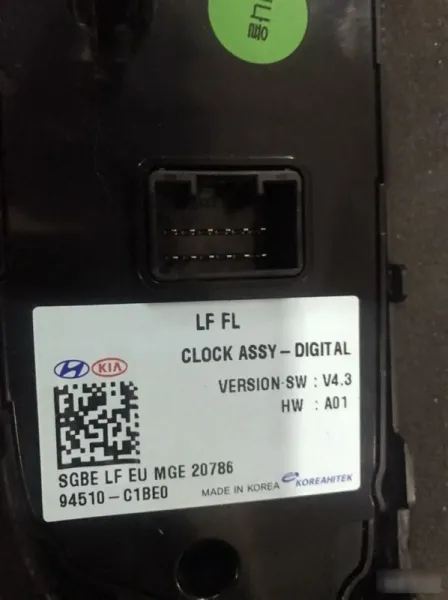 LF FL
CLOCK ASSY - DIGITAL
KIA
VERSION-SW : V4.3
HW : A01
SGBE LF EU MGE 20786
94510-C1BE0
MADE IN KOREA
KOREAHITEK